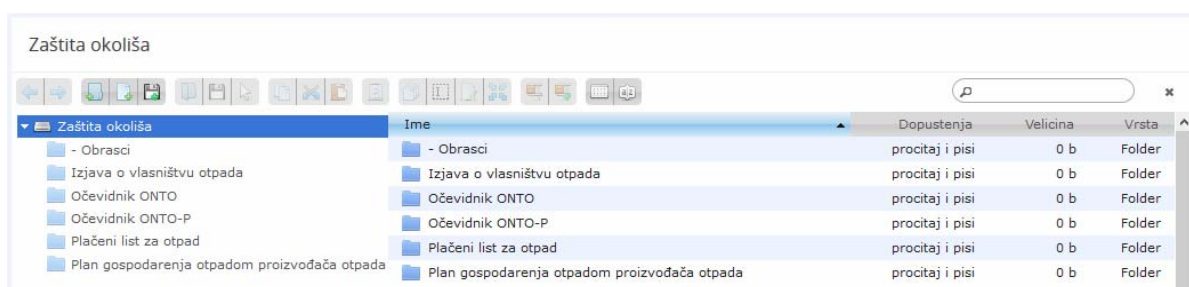 Zaštita okoliša
Zaštita okoliša
- Obrasci
Izjava o vlasništvu otpada
Očevidnik ONTO
Očevidnik ONTO-P
Plačeni list za otpad
Plan gospodarenja otpadom proizvođača otpada
Ime Dopustenja Velicina Vrsta
- Obrasci procitaj i pisi 0 b Folder
Izjava o vlasništvu otpada procitaj i pisi 0 b Folder
Očevidnik ONTO procitaj i pisi 0 b Folder
Očevidnik ONTO-P procitaj i pisi 0 b Folder
Plačeni list za otpad procitaj i pisi 0 b Folder
Plan gospodarenja otpadom proizvođača otpada procitaj i pisi 0 b Folder